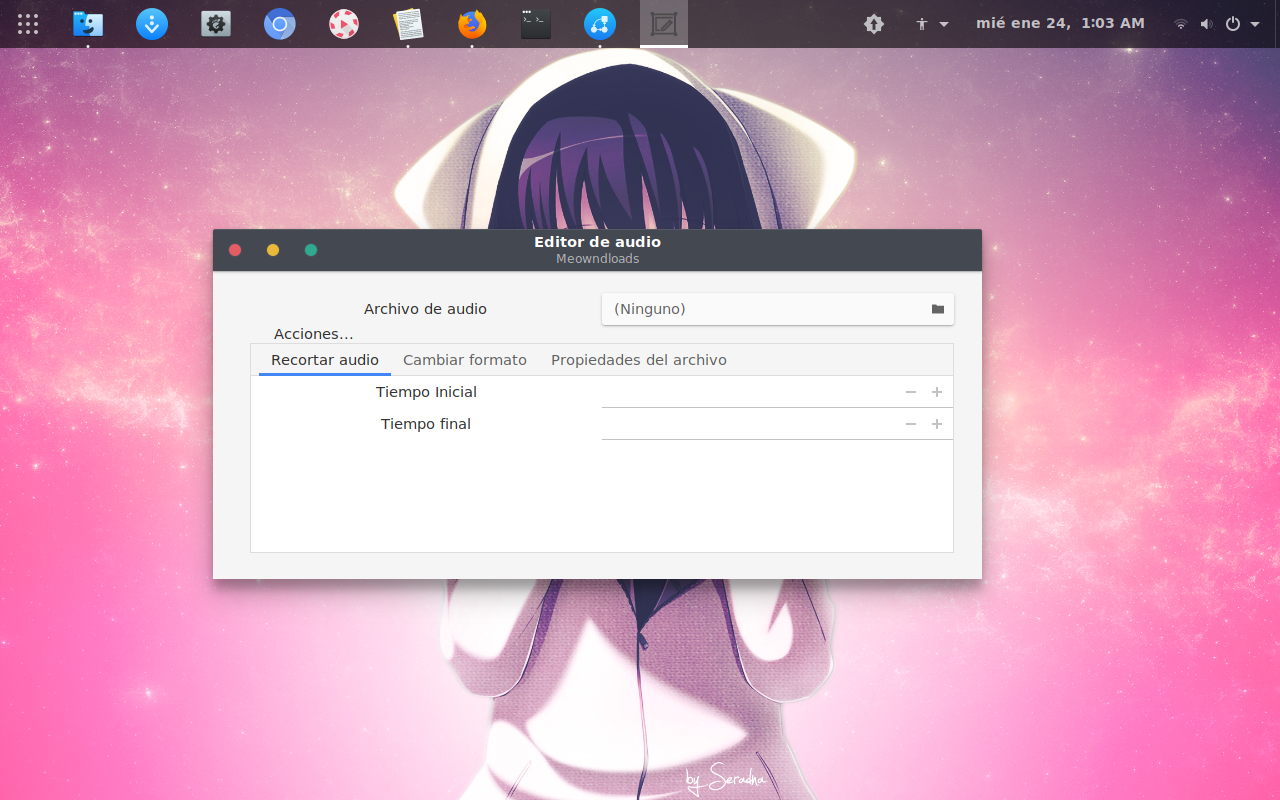 mié ene 24, 1:03 AM
Editor de audio
Meowndloads
Archivo de audio (Ninguno)
Acciones...
Recortar audio Cambiar formato Propiedades del archivo
Tiempo Inicial
Tiempo final
by Seradha